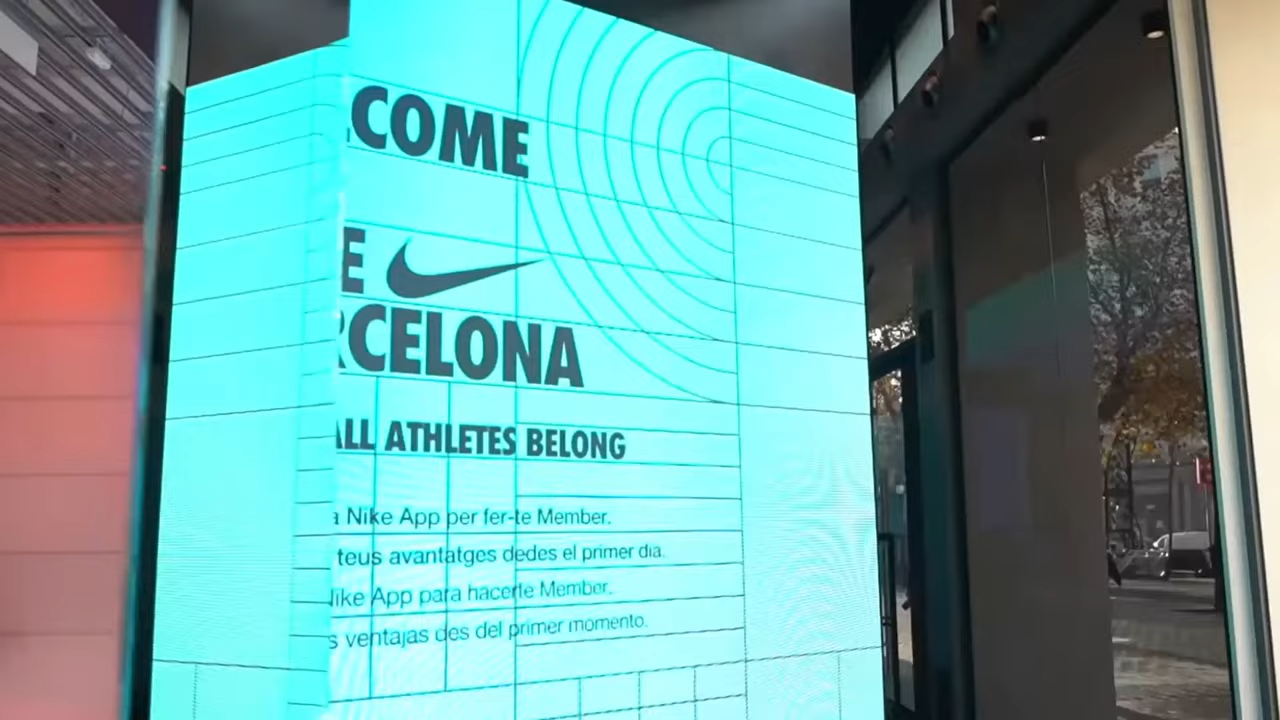 COME
E
RCELONA
ALL ATHLETES BELONG
a Nike App per fer-te Member.
teus avantatges dedes el primer dia.
Nike App para hacerte Member.
s ventajas des del primer momento.